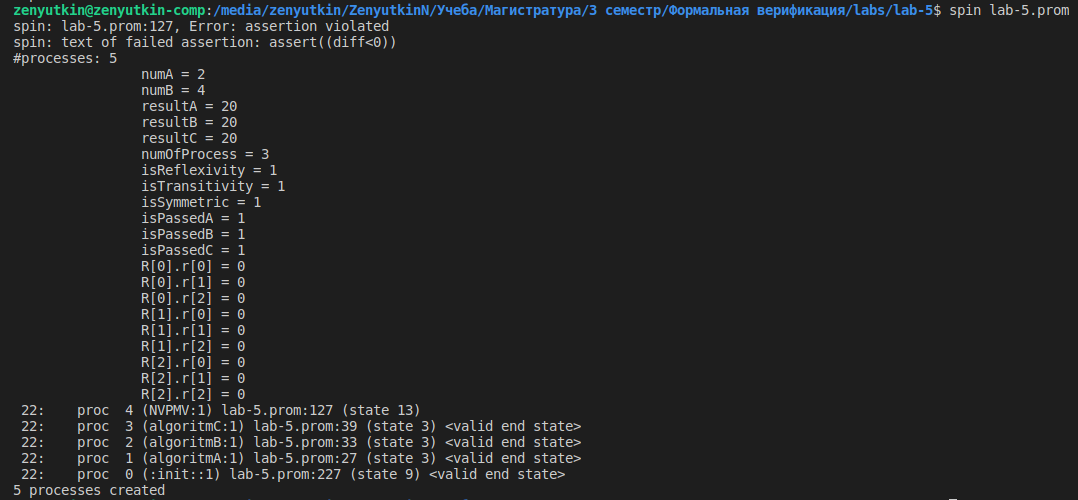 zenyutkin@zenyutkin-comp:/media/zenyutkin/ZenyutkinN/Учеба/Магистратура/3 семестр/Формальная верификация/labs/lab-5$ spin lab-5.prom
spin: lab-5.prom:127, Error: assertion violated
spin: text of failed assertion: assert((diff<0))
#processes: 5
                numA = 2
                numB = 4
                resultA = 20
                resultB = 20
                resultC = 20
                numOfProcess = 3
                isReflexivity = 1
                isTransitivity = 1
                isSymmetric = 1
                isPassedA = 1
                isPassedB = 1
                isPassedC = 1
                R[0].r[0] = 0
                R[0].r[1] = 0
                R[0].r[2] = 0
                R[1].r[0] = 0
                R[1].r[1] = 0
                R[1].r[2] = 0
                R[2].r[0] = 0
                R[2].r[1] = 0
                R[2].r[2] = 0
 22:    proc  4 (NVPMV:1) lab-5.prom:127 (state 13)
 22:    proc  3 (algoritmC:1) lab-5.prom:39 (state 3) <valid end state>
 22:    proc  2 (algoritmB:1) lab-5.prom:33 (state 3) <valid end state>
 22:    proc  1 (algoritmA:1) lab-5.prom:27 (state 3) <valid end state>
 22:    proc  0 (:init::1) lab-5.prom:227 (state 9) <valid end state>
5 processes created